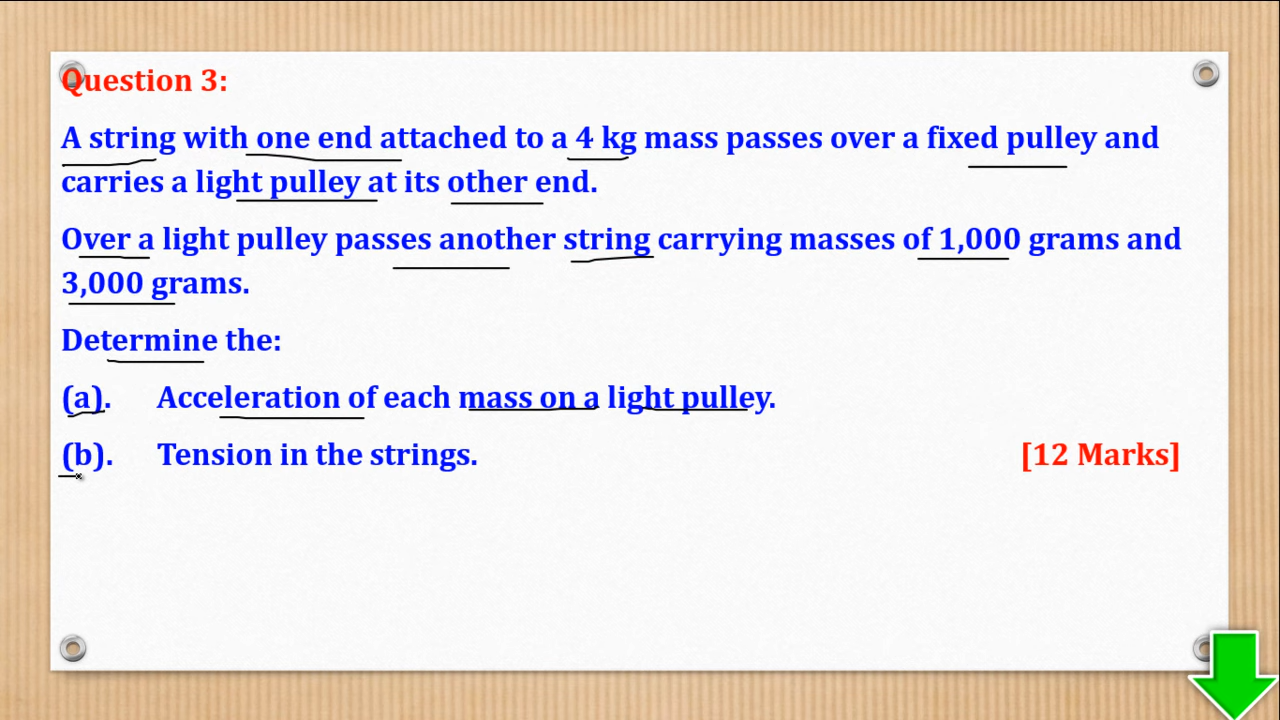 Question 3:
A string with one end attached to a 4 kg mass passes over a fixed pulley and
carries a light pulley at its other end.
Over a light pulley passes another string carrying masses of 1,000 grams and
3,000 grams.
Determine the:
(a). Acceleration of each mass on a light pulley.
(b). Tension in the strings. [12 Marks]